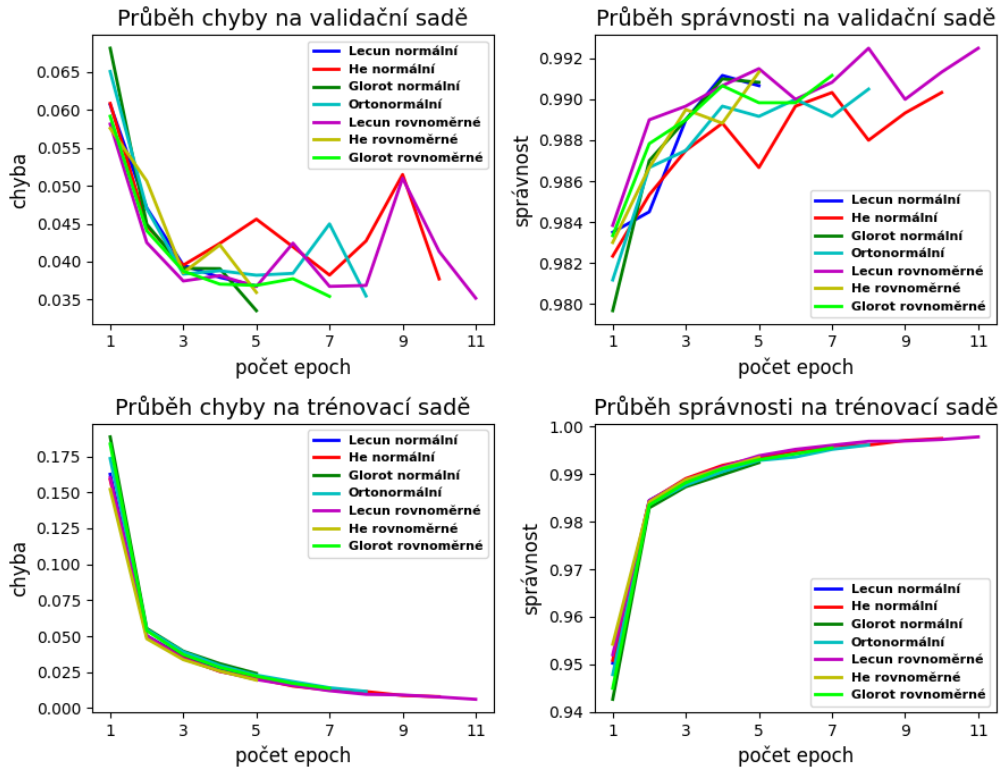 Průběh chyby na validační sadě
chyba
0.065
0.060
0.055
0.050
0.045
0.040
0.035
Lecun normální
He normální
Glorot normální
Ortonormální
Lecun rovnoměrné
He rovnoměrné
Glorot rovnoměrné
1 3 5 7 9 11
počet epoch
Průběh správnosti na validační sadě
správnost
0.992
0.990
0.988
0.986
0.984
0.982
0.980
Lecun normální
He normální
Glorot normální
Ortonormální
Lecun rovnoměrné
He rovnoměrné
Glorot rovnoměrné
1 3 5 7 9 11
počet epoch
Průběh chyby na trénovací sadě
chyba
0.175
0.150
0.125
0.100
0.075
0.050
0.025
0.000
Lecun normální
He normální
Glorot normální
Ortonormální
Lecun rovnoměrné
He rovnoměrné
Glorot rovnoměrné
1 3 5 7 9 11
počet epoch
Průběh správnosti na trénovací sadě
správnost
1.00
0.99
0.98
0.97
0.96
0.95
0.94
Lecun normální
He normální
Glorot normální
Ortonormální
Lecun rovnoměrné
He rovnoměrné
Glorot rovnoměrné
1 3 5 7 9 11
počet epoch